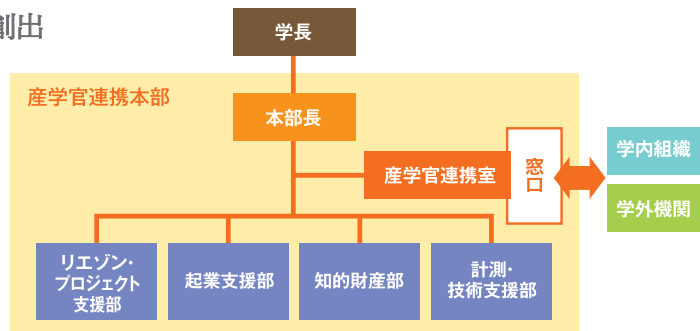 創出
学長
産学官連携本部
本部長
産学官連携室
窓口
学内組織
学外機関
リエゾン・
プロジェクト
支援部
起業支援部
知的財産部
計測・
技術支援部